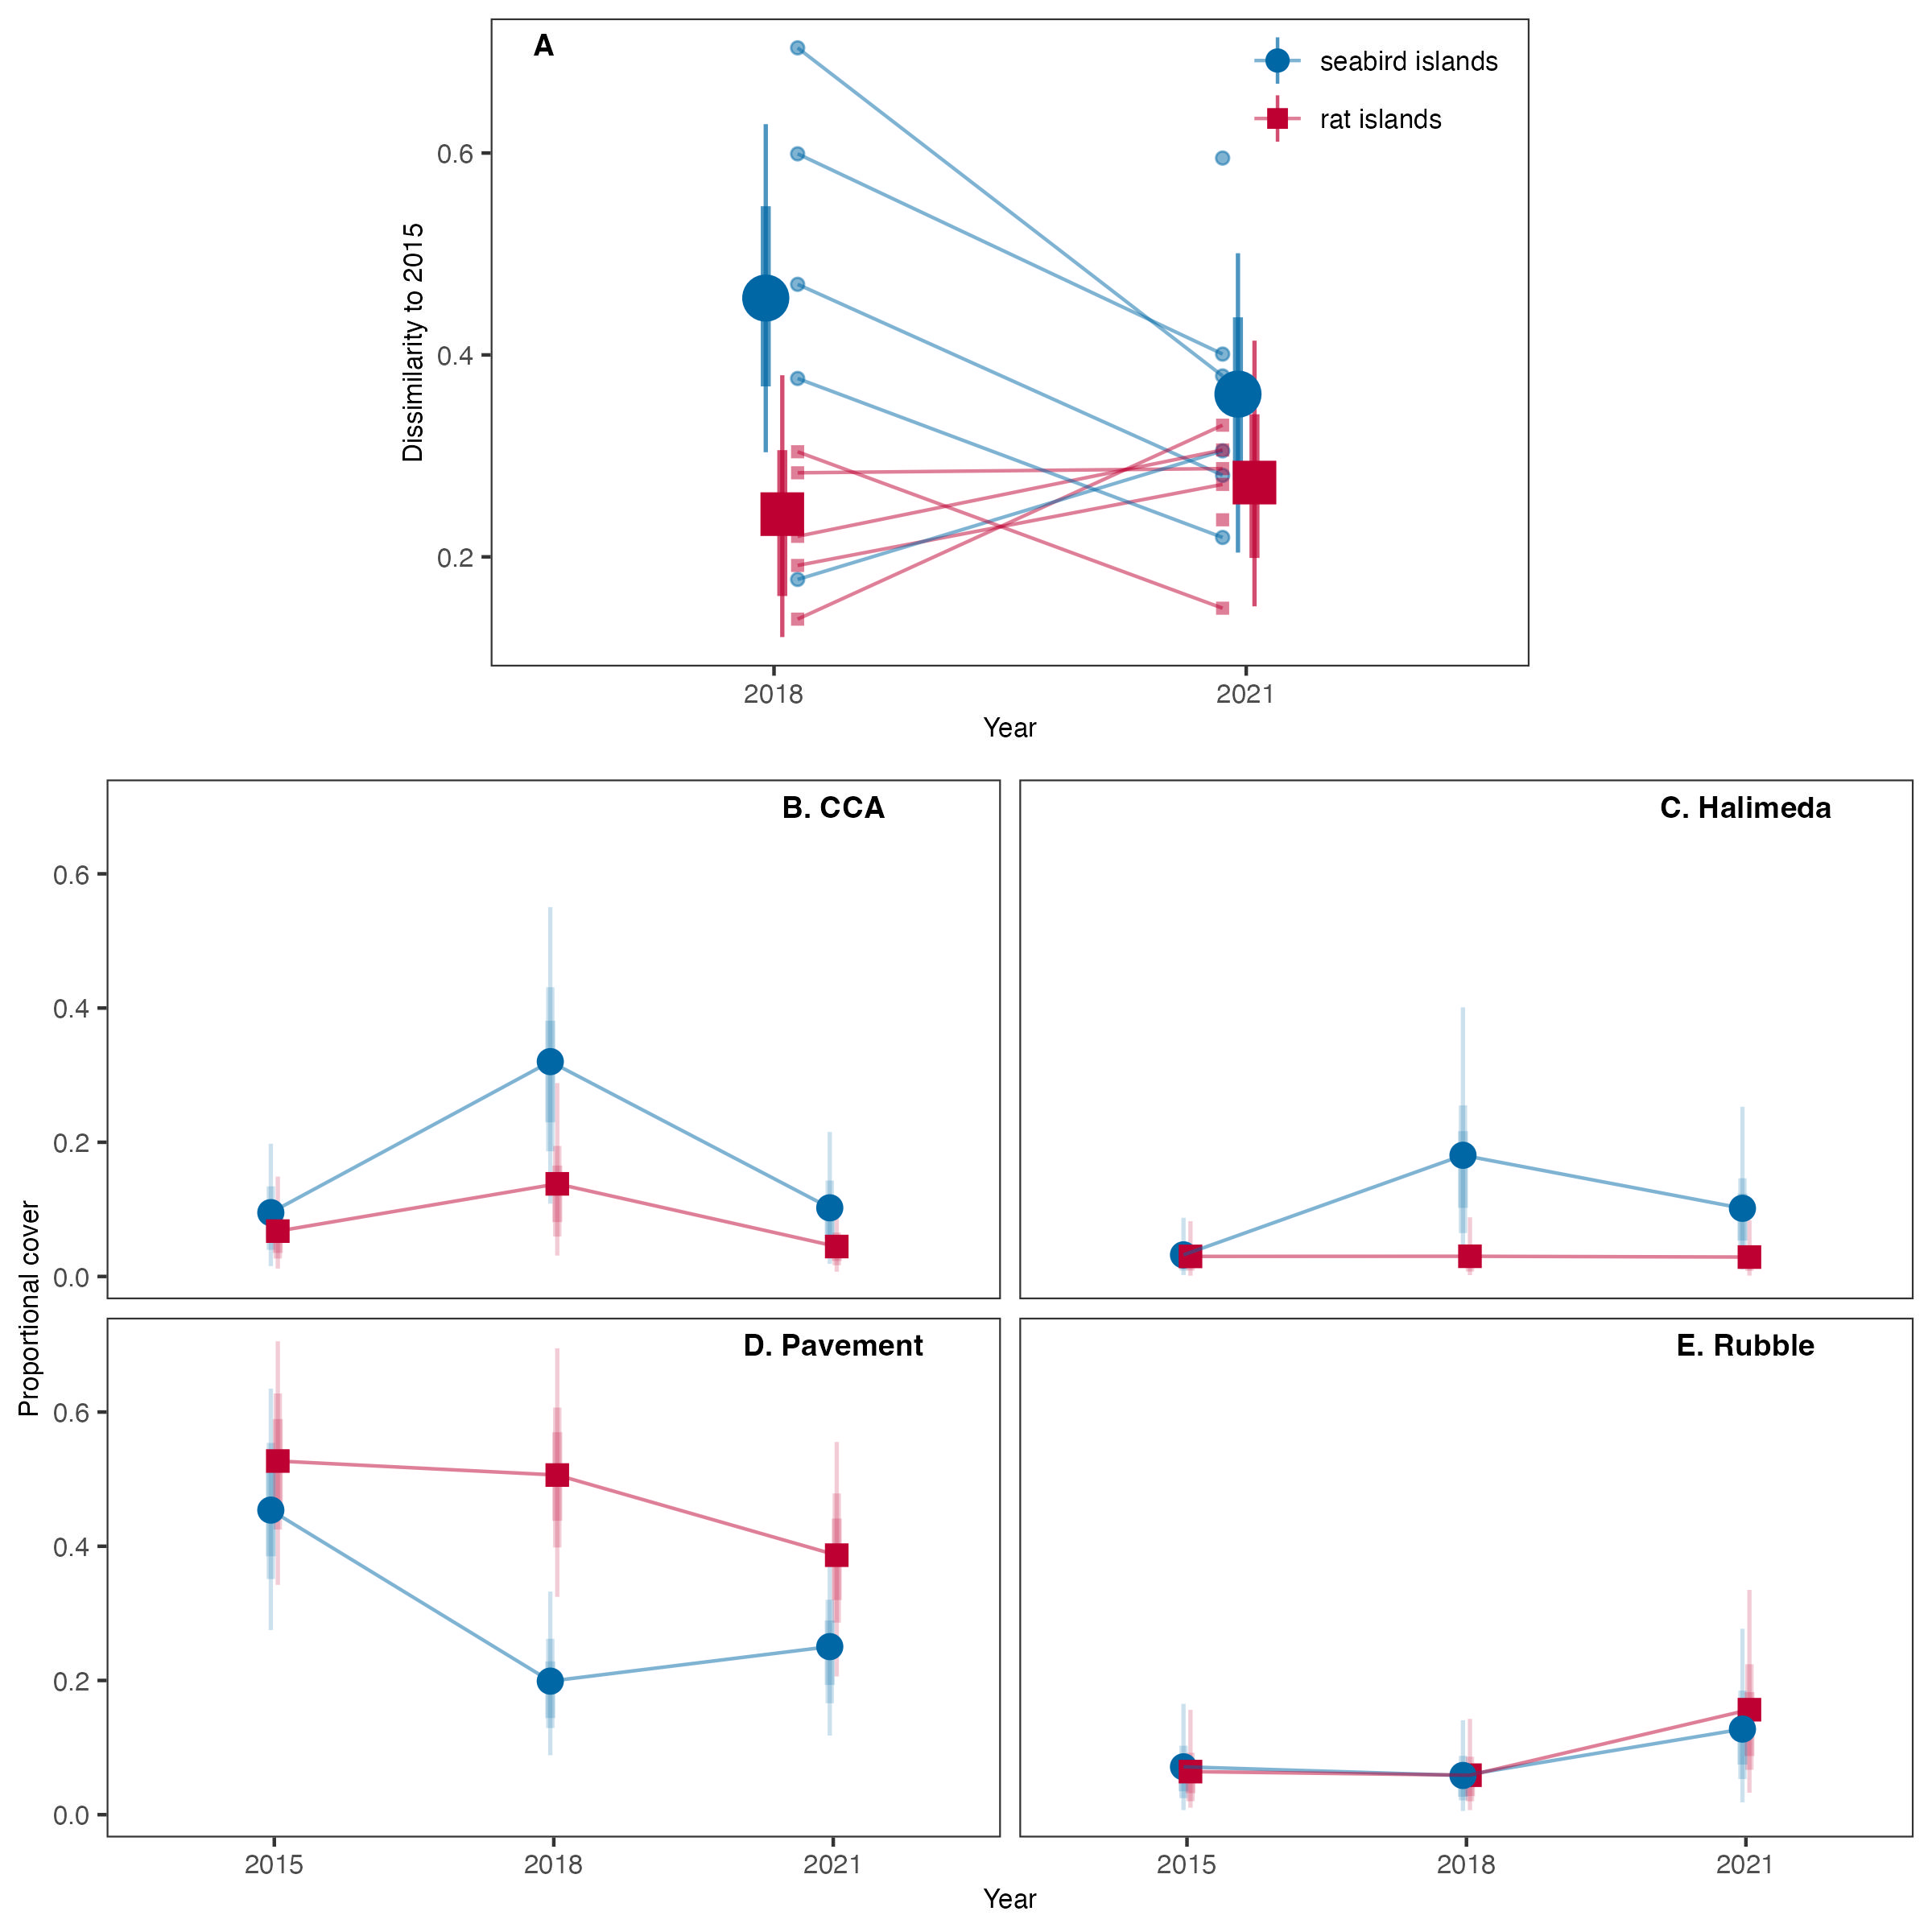 A
seabird islands
rat islands
0.6
0.4
0.2
Dissimilarity to 2015
2018
2021
Year
B. CCA
C. Halimeda
0.6
0.4
0.2
0.0
Proportional cover
D. Pavement
E. Rubble
0.6
0.4
0.2
0.0
2015
2018
2021
2015
2018
2021
Year